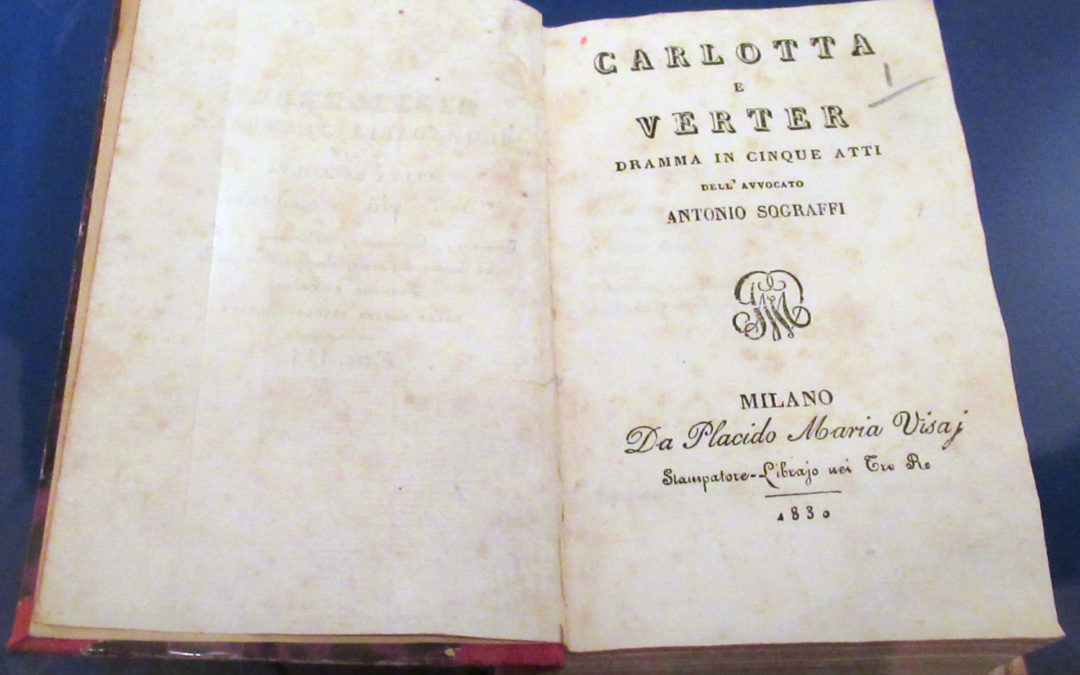 CARLOTTA
E
VERTER
DRAMMA IN CINQUE ATTI
DELL' AVVOCATO
ANTONIO SOGRAFFI
MILANO
Da Placido Maria Visaj
Stampatore-Librajo nei Tre Re
1830